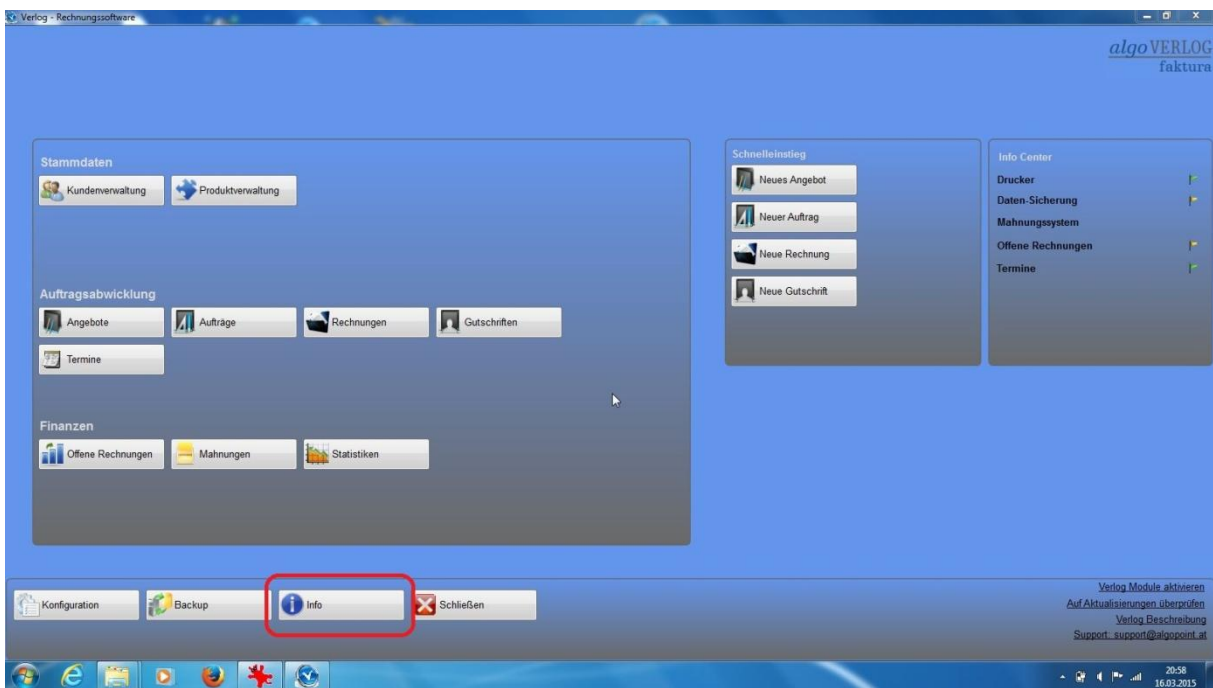 Verlog - Rechnungssoftware
algo VERLOG
faktura
Stammdaten
Kundenverwaltung
Produktverwaltung
Auftragsabwicklung
Angebote
Aufträge
Rechnungen
Gutschriften
Termine
Finanzen
Offene Rechnungen
Mahnungen
Statistiken
Schnelleinstieg
Neues Angebot
Neuer Auftrag
Neue Rechnung
Neue Gutschrift
Info Center
Drucker
Daten-Sicherung
Mahnungssystem
Offene Rechnungen
Termine
Konfiguration
Backup
Info
Schließen
Verlog Module aktivieren
Auf Aktualisierungen überprüfen
Verlog Beschreibung
Support: support@algopoint.at
20:58
16.03.2015